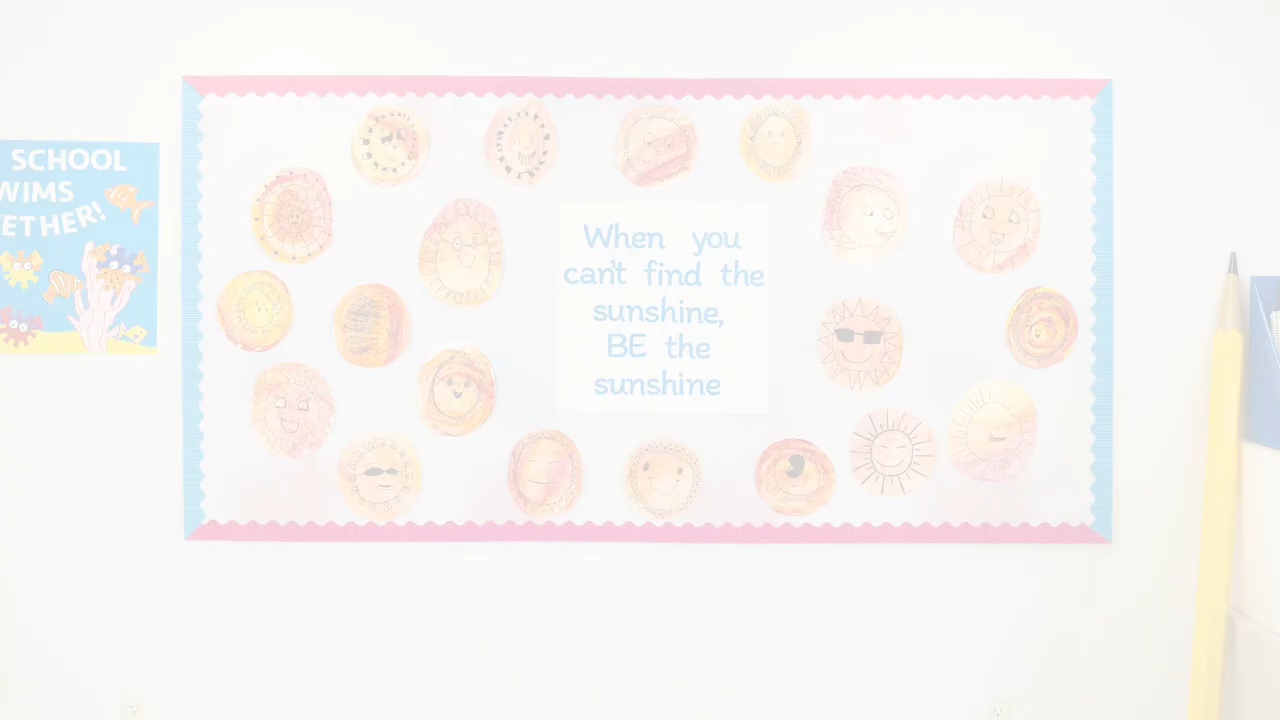 SCHOOL
WIMS
ETHER!
When you
can't find the
sunshine,
BE the
sunshine